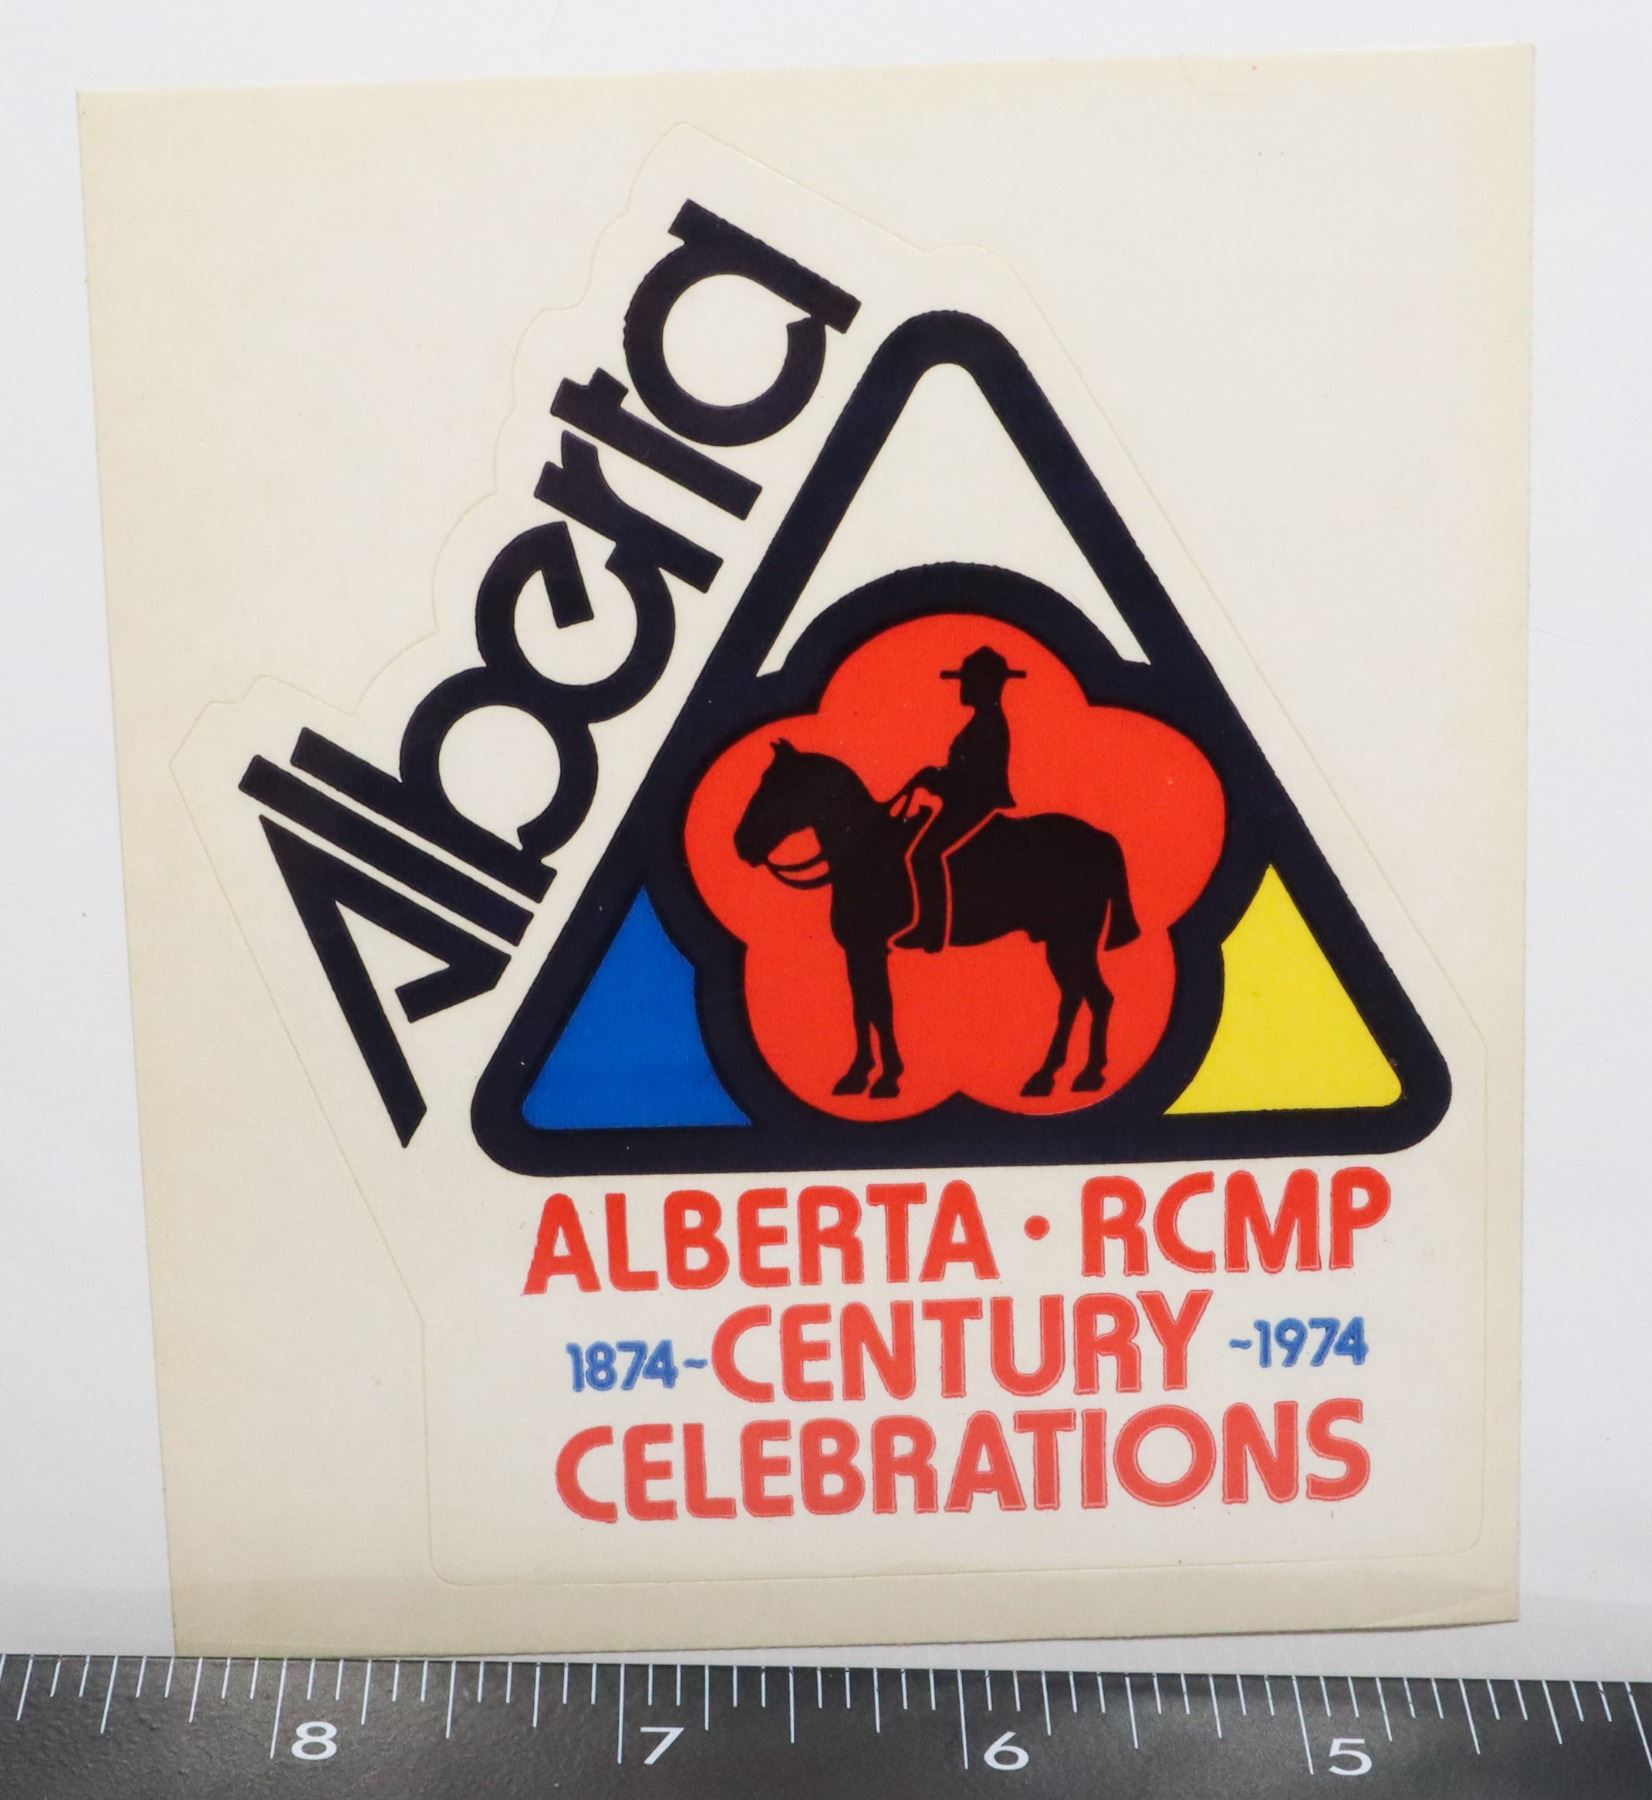 Alberta
ALBERTA · RCMP
1874~CENTURY~1974
CELEBRATIONS
8 7 6 5